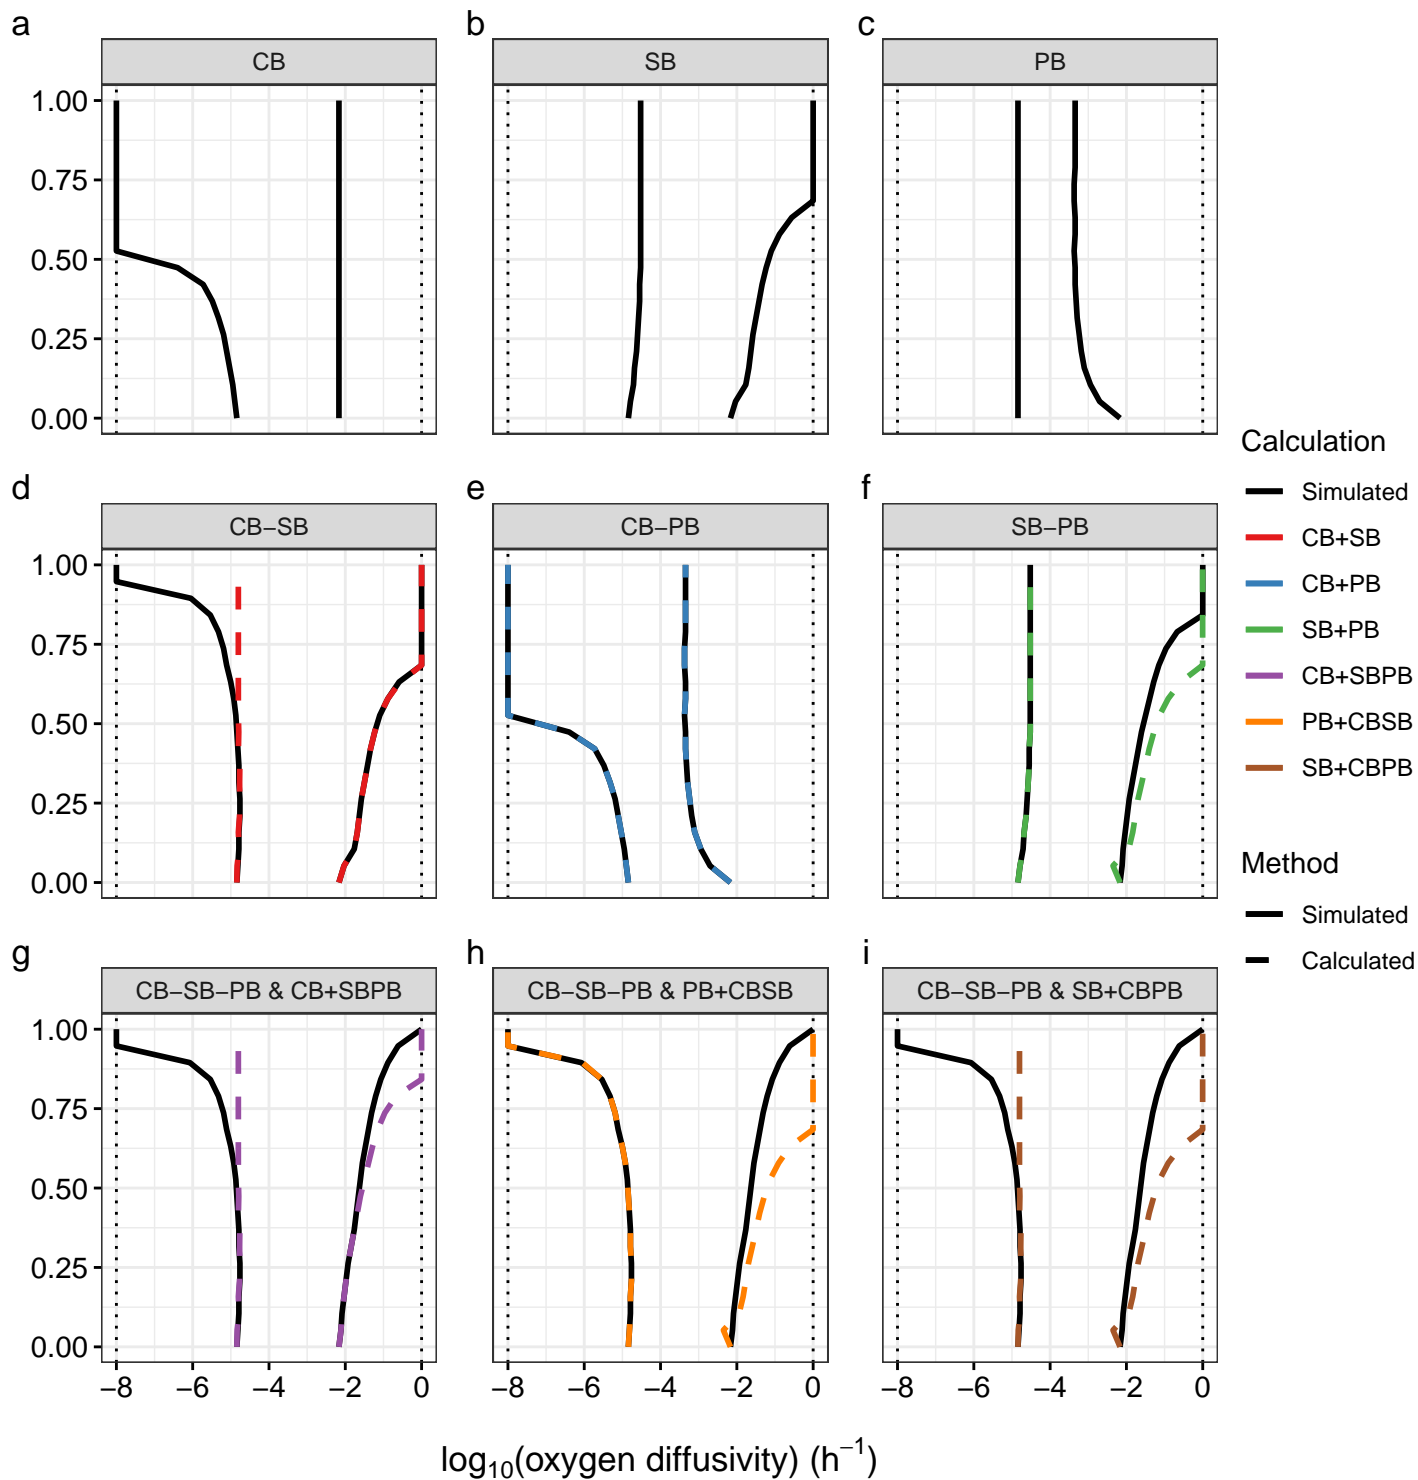 a
b
c
CB
SB
PB
1.00
0.75
0.50
0.25
0.00
d
e
f
CB−SB
CB−PB
SB−PB
1.00
0.75
0.50
0.25
0.00
g
h
i
CB−SB−PB & CB+SBPB
CB−SB−PB & PB+CBSB
CB−SB−PB & SB+CBPB
1.00
0.75
0.50
0.25
0.00
−8 −6 −4 −2 0
−8 −6 −4 −2 0
−8 −6 −4 −2 0
log₁₀(oxygen diffusivity) (h⁻¹)
Calculation
Simulated
CB+SB
CB+PB
SB+PB
CB+SBPB
PB+CBSB
SB+CBPB
Method
Simulated
Calculated